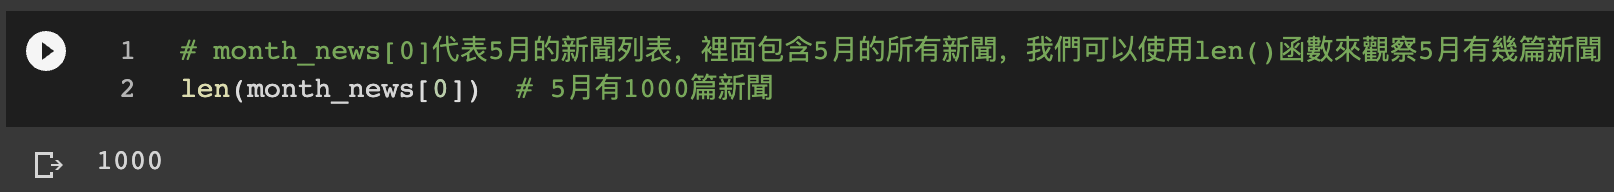 1 # month_news[0]代表5月的新聞列表，裡面包含5月的所有新聞，我們可以使用len()函數來觀察5月有幾篇新聞
2 len(month_news[0])  # 5月有1000篇新聞
1000